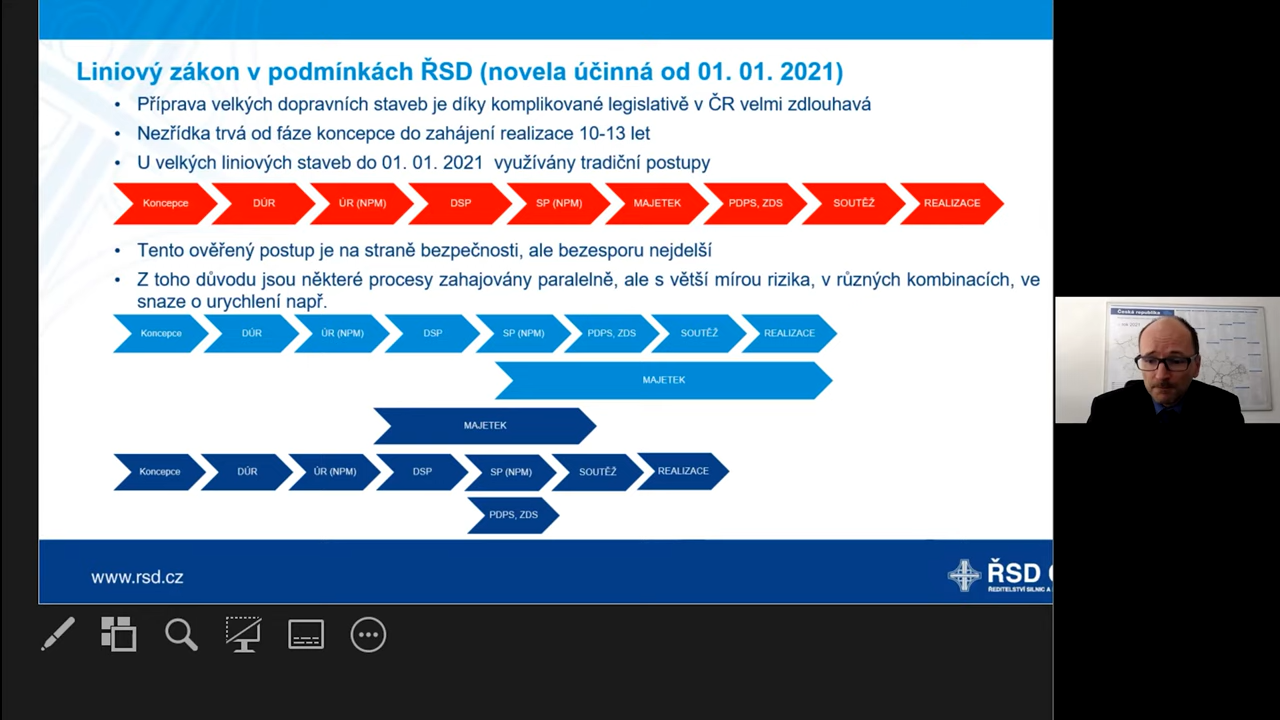 Liniový zákon v podmínkách ŘSD (novela účinná od 01. 01. 2021)
• Příprava velkých dopravních staveb je díky komplikované legislativě v ČR velmi zdlouhavá
• Nezřídka trvá od fáze koncepce do zahájení realizace 10-13 let
• U velkých liniových staveb do 01. 01. 2021 využívány tradiční postupy
Koncepce DÚR ÚR (NPM) DSP SP (NPM) MAJETEK PDPS, ZDS SOUTĚŽ REALIZACE
• Tento ověřený postup je na straně bezpečnosti, ale bezesporu nejdelší
• Z toho důvodu jsou některé procesy zahajovány paralelně, ale s větší mírou rizika, v různých kombinacích, ve
snaze o urychlení např.
Koncepce DÚR ÚR (NPM) DSP SP (NPM) PDPS, ZDS SOUTĚŽ REALIZACE
MAJETEK
MAJETEK
Koncepce DÚR ÚR (NPM) DSP SP (NPM) SOUTĚŽ REALIZACE
PDPS, ZDS
www.rsd.cz
ŘSD
ŘEDITELSTVÍ SILNIC A
Česká republika